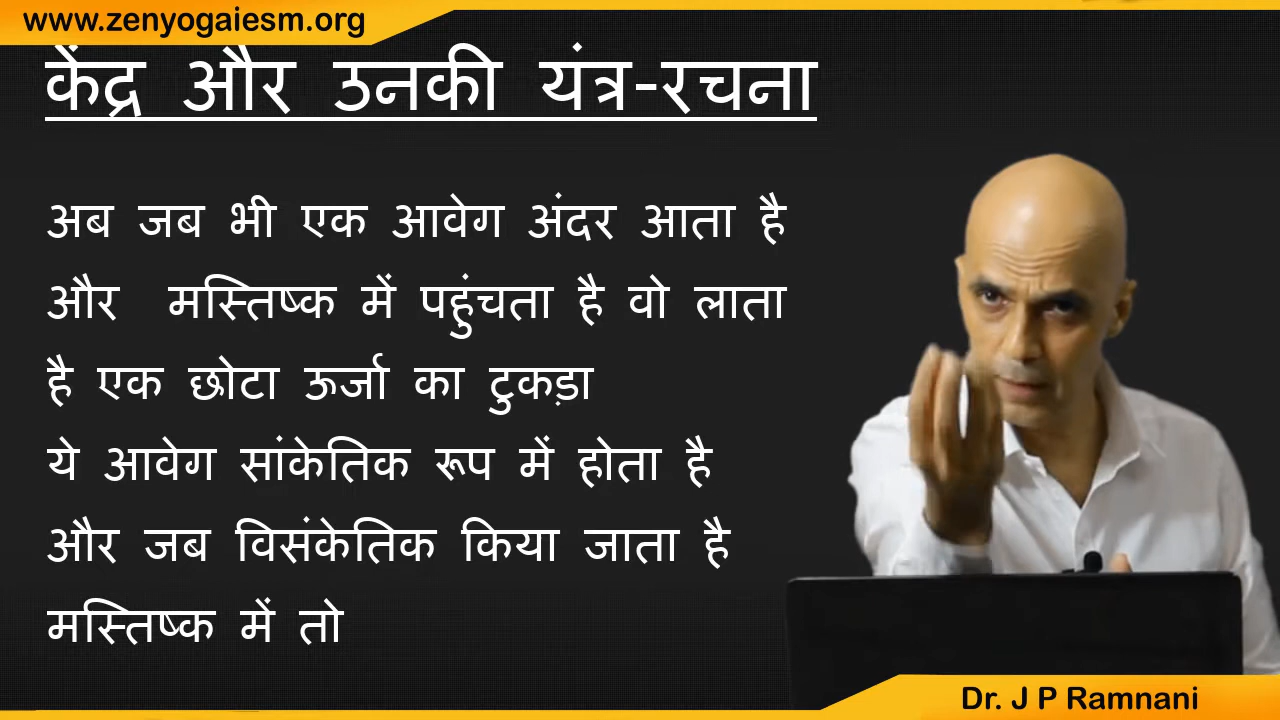 www.zenyogaiesm.org
केंद्र और उनकी यंत्र-रचना
अब जब भी एक आवेग अंदर आता है
और मस्तिष्क में पहुंचता है वो लाता
है एक छोटा ऊर्जा का टुकड़ा
ये आवेग सांकेतिक रूप में होता है
और जब विसंकेतिक किया जाता है
मस्तिष्क में तो
Dr. J P Ramnani